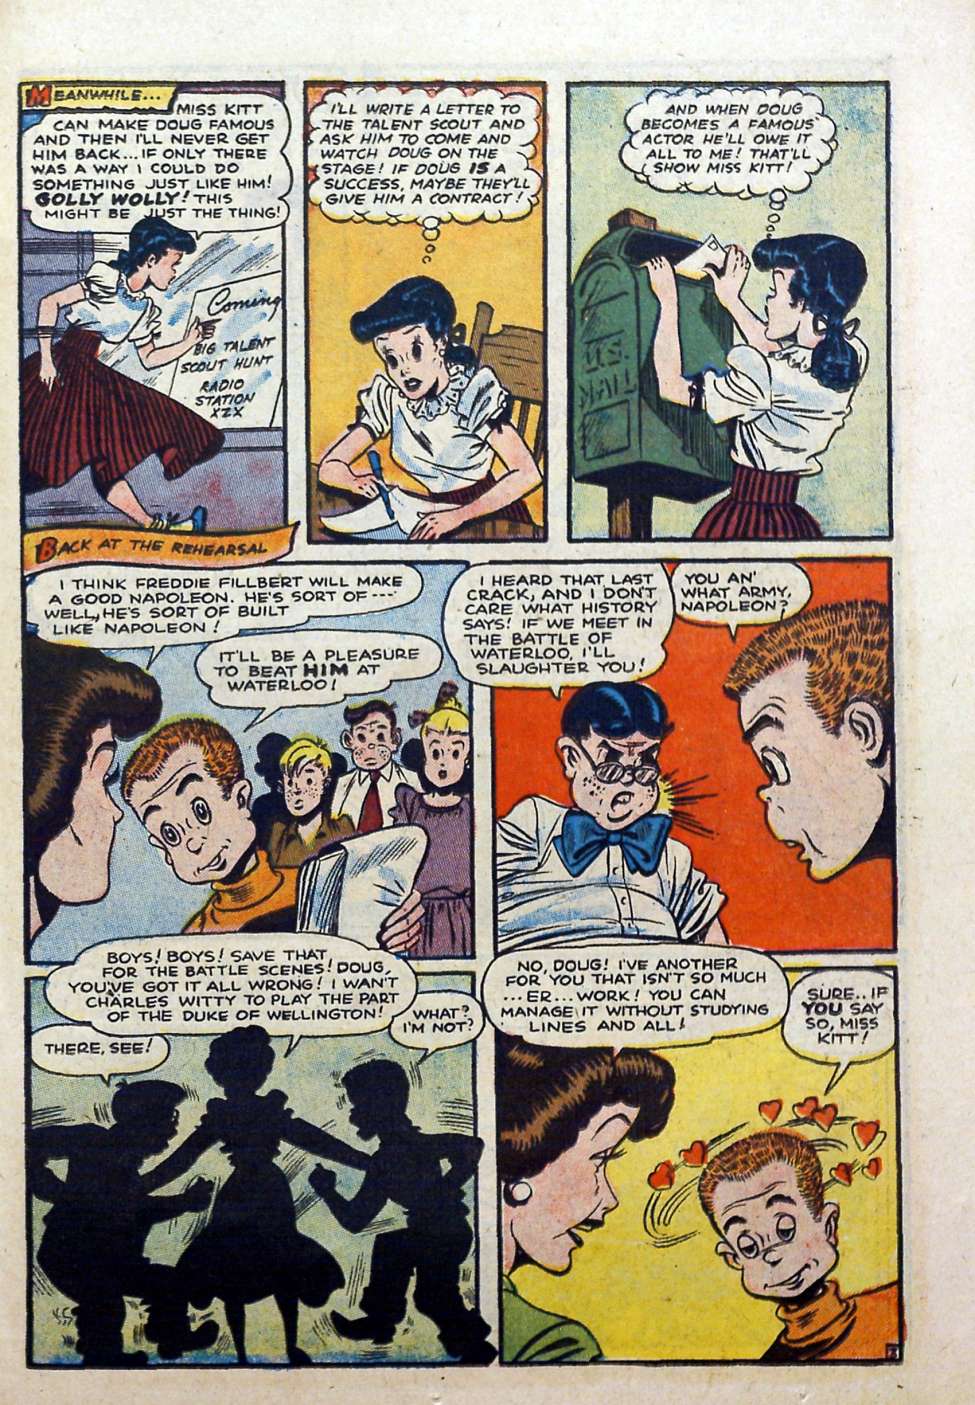 MEANWHILE...
MISS KITT
CAN MAKE DOUG FAMOUS
AND THEN I'LL NEVER GET
HIM BACK... IF ONLY THERE
WAS A WAY I COULD DO
SOMETHING JUST LIKE HIM!
GOLLY WOLLY! THIS
MIGHT BE JUST THE THING!
Coming
BIG TALENT
SCOUT HUNT
RADIO
STATION
XZX
I'LL WRITE A LETTER TO
THE TALENT SCOUT AND
ASK HIM TO COME AND
WATCH DOUG ON THE
STAGE! IF DOUG IS A
SUCCESS, MAYBE THEY'LL
GIVE HIM A CONTRACT!
AND WHEN DOUG
BECOMES A FAMOUS
ACTOR HE'LL OWE IT
ALL TO ME! THAT'LL
SHOW MISS KITT!
U.S.
MAIL
BACK AT THE REHEARSAL
I THINK FREDDIE FILLBERT WILL MAKE
A GOOD NAPOLEON. HE'S SORT OF ----
WELL, HE'S SORT OF BUILT
LIKE NAPOLEON!
IT'LL BE A PLEASURE
TO BEAT HIM AT
WATERLOO!
I HEARD THAT LAST
CRACK, AND I DON'T
CARE WHAT HISTORY
SAYS! IF WE MEET IN
THE BATTLE OF
WATERLOO, I'LL
SLAUGHTER YOU!
YOU AN'
WHAT ARMY,
NAPOLEON?
BOYS! BOYS! SAVE THAT
FOR THE BATTLE SCENES! DOUG,
YOU'VE GOT IT ALL WRONG! I WAN'T
CHARLES WITTY TO PLAY THE PART
OF THE DUKE OF WELLINGTON!
THERE, SEE!
WHAT?
I'M NOT?
NO, DOUG! I'VE ANOTHER
FOR YOU THAT ISN'T SO MUCH
...ER... WORK! YOU CAN
MANAGE IT WITHOUT STUDYING
LINES AND ALL!
SURE.. IF
YOU SAY
SO, MISS
KITT!